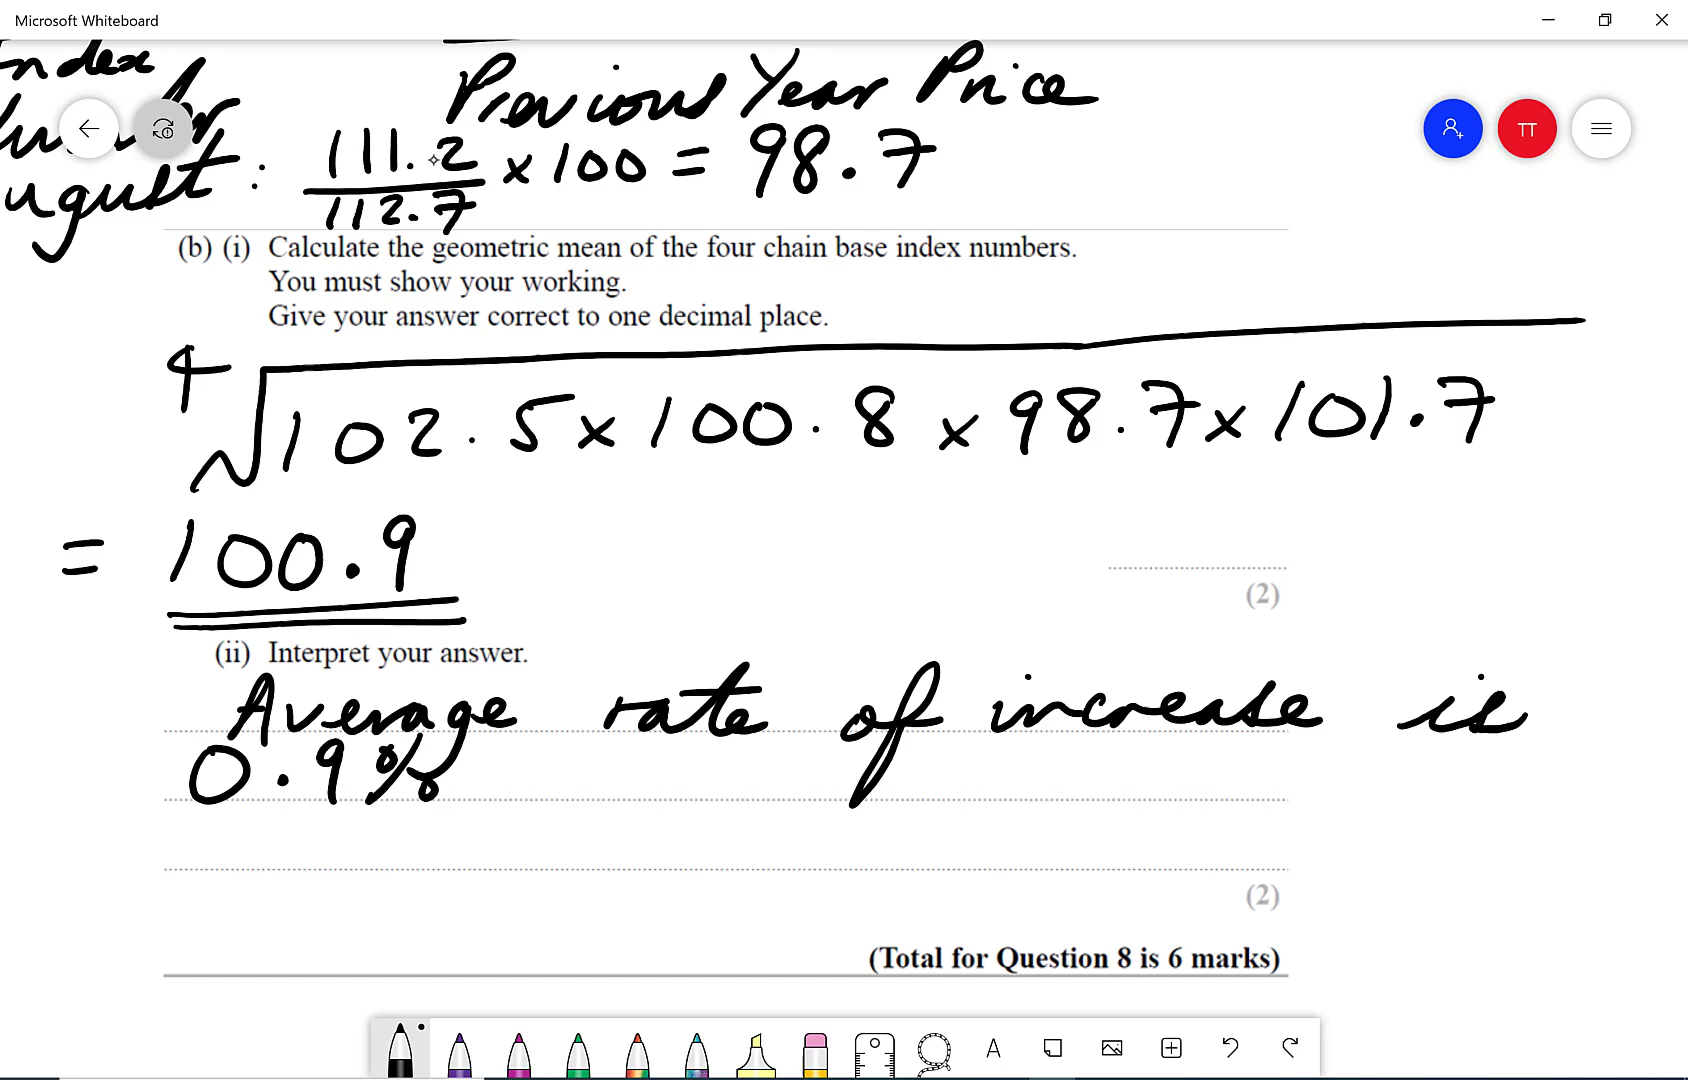 Microsoft Whiteboard
Index
Previous Year Price
August: 111.2 x 100 = 98.7
112.7
(b) (i) Calculate the geometric mean of the four chain base index numbers.
You must show your working.
Give your answer correct to one decimal place.
4√102.5 x 100.8 x 98.7 x 101.7
= 100.9
(2)
(ii) Interpret your answer.
Average rate of increase is
0.9%
(2)
(Total for Question 8 is 6 marks)
TT
A